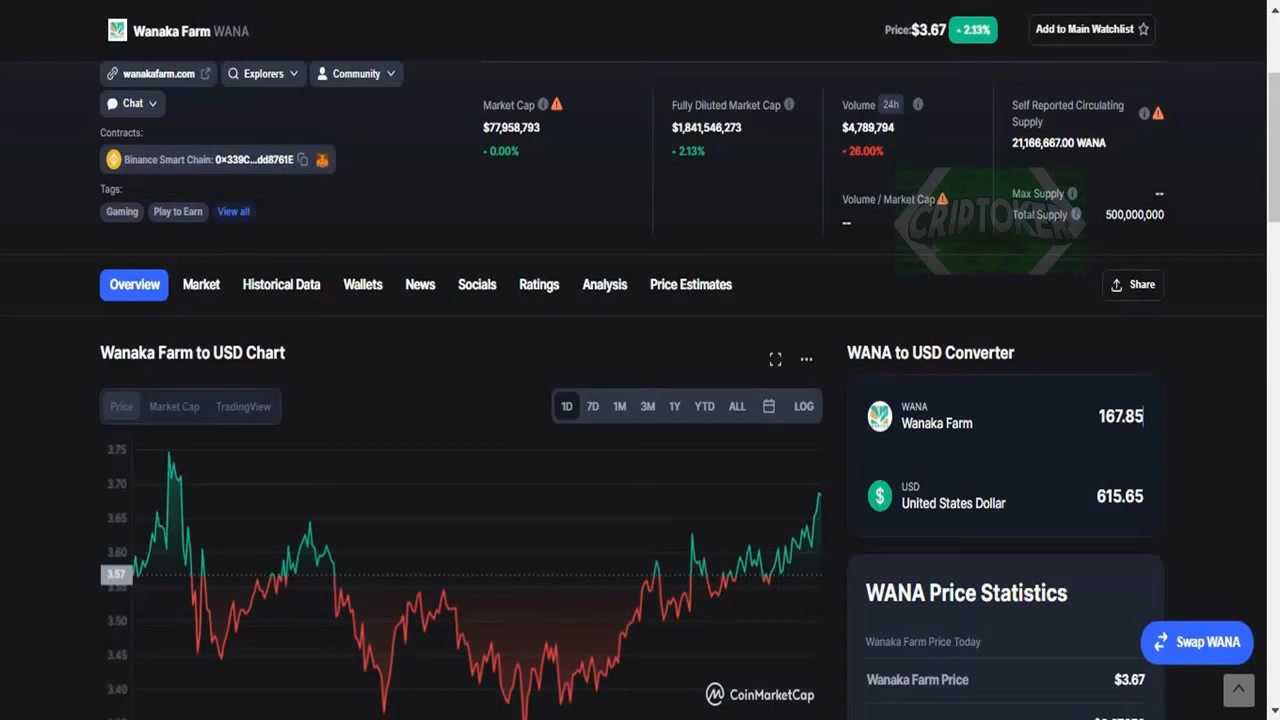 Wanaka Farm WANA
Price:$3.67 2.13%
Add to Main Watchlist
wanakafarm.com
Explorers
Community
Chat
Contracts:
Binance Smart Chain: 0x339C...dd8761E
Tags:
Gaming
Play to Earn
View all
Market Cap
$77,958,793
0.00%
Fully Diluted Market Cap
$1,841,546,273
2.13%
Volume 24h
$4,789,794
26.00%
Volume / Market Cap
--
Self Reported Circulating
Supply
21,166,667.00 WANA
Max Supply --
Total Supply 500,000,000
CRIPTOKER
Overview
Market
Historical Data
Wallets
News
Socials
Ratings
Analysis
Price Estimates
Share
Wanaka Farm to USD Chart
Price
Market Cap
TradingView
1D
7D
1M
3M
1Y
YTD
ALL
LOG
3.75
3.70
3.65
3.60
3.57
3.55
3.50
3.45
3.40
CoinMarketCap
WANA to USD Converter
WANA
Wanaka Farm
167.85
USD
United States Dollar
615.65
WANA Price Statistics
Wanaka Farm Price Today
Wanaka Farm Price $3.67
Swap WANA